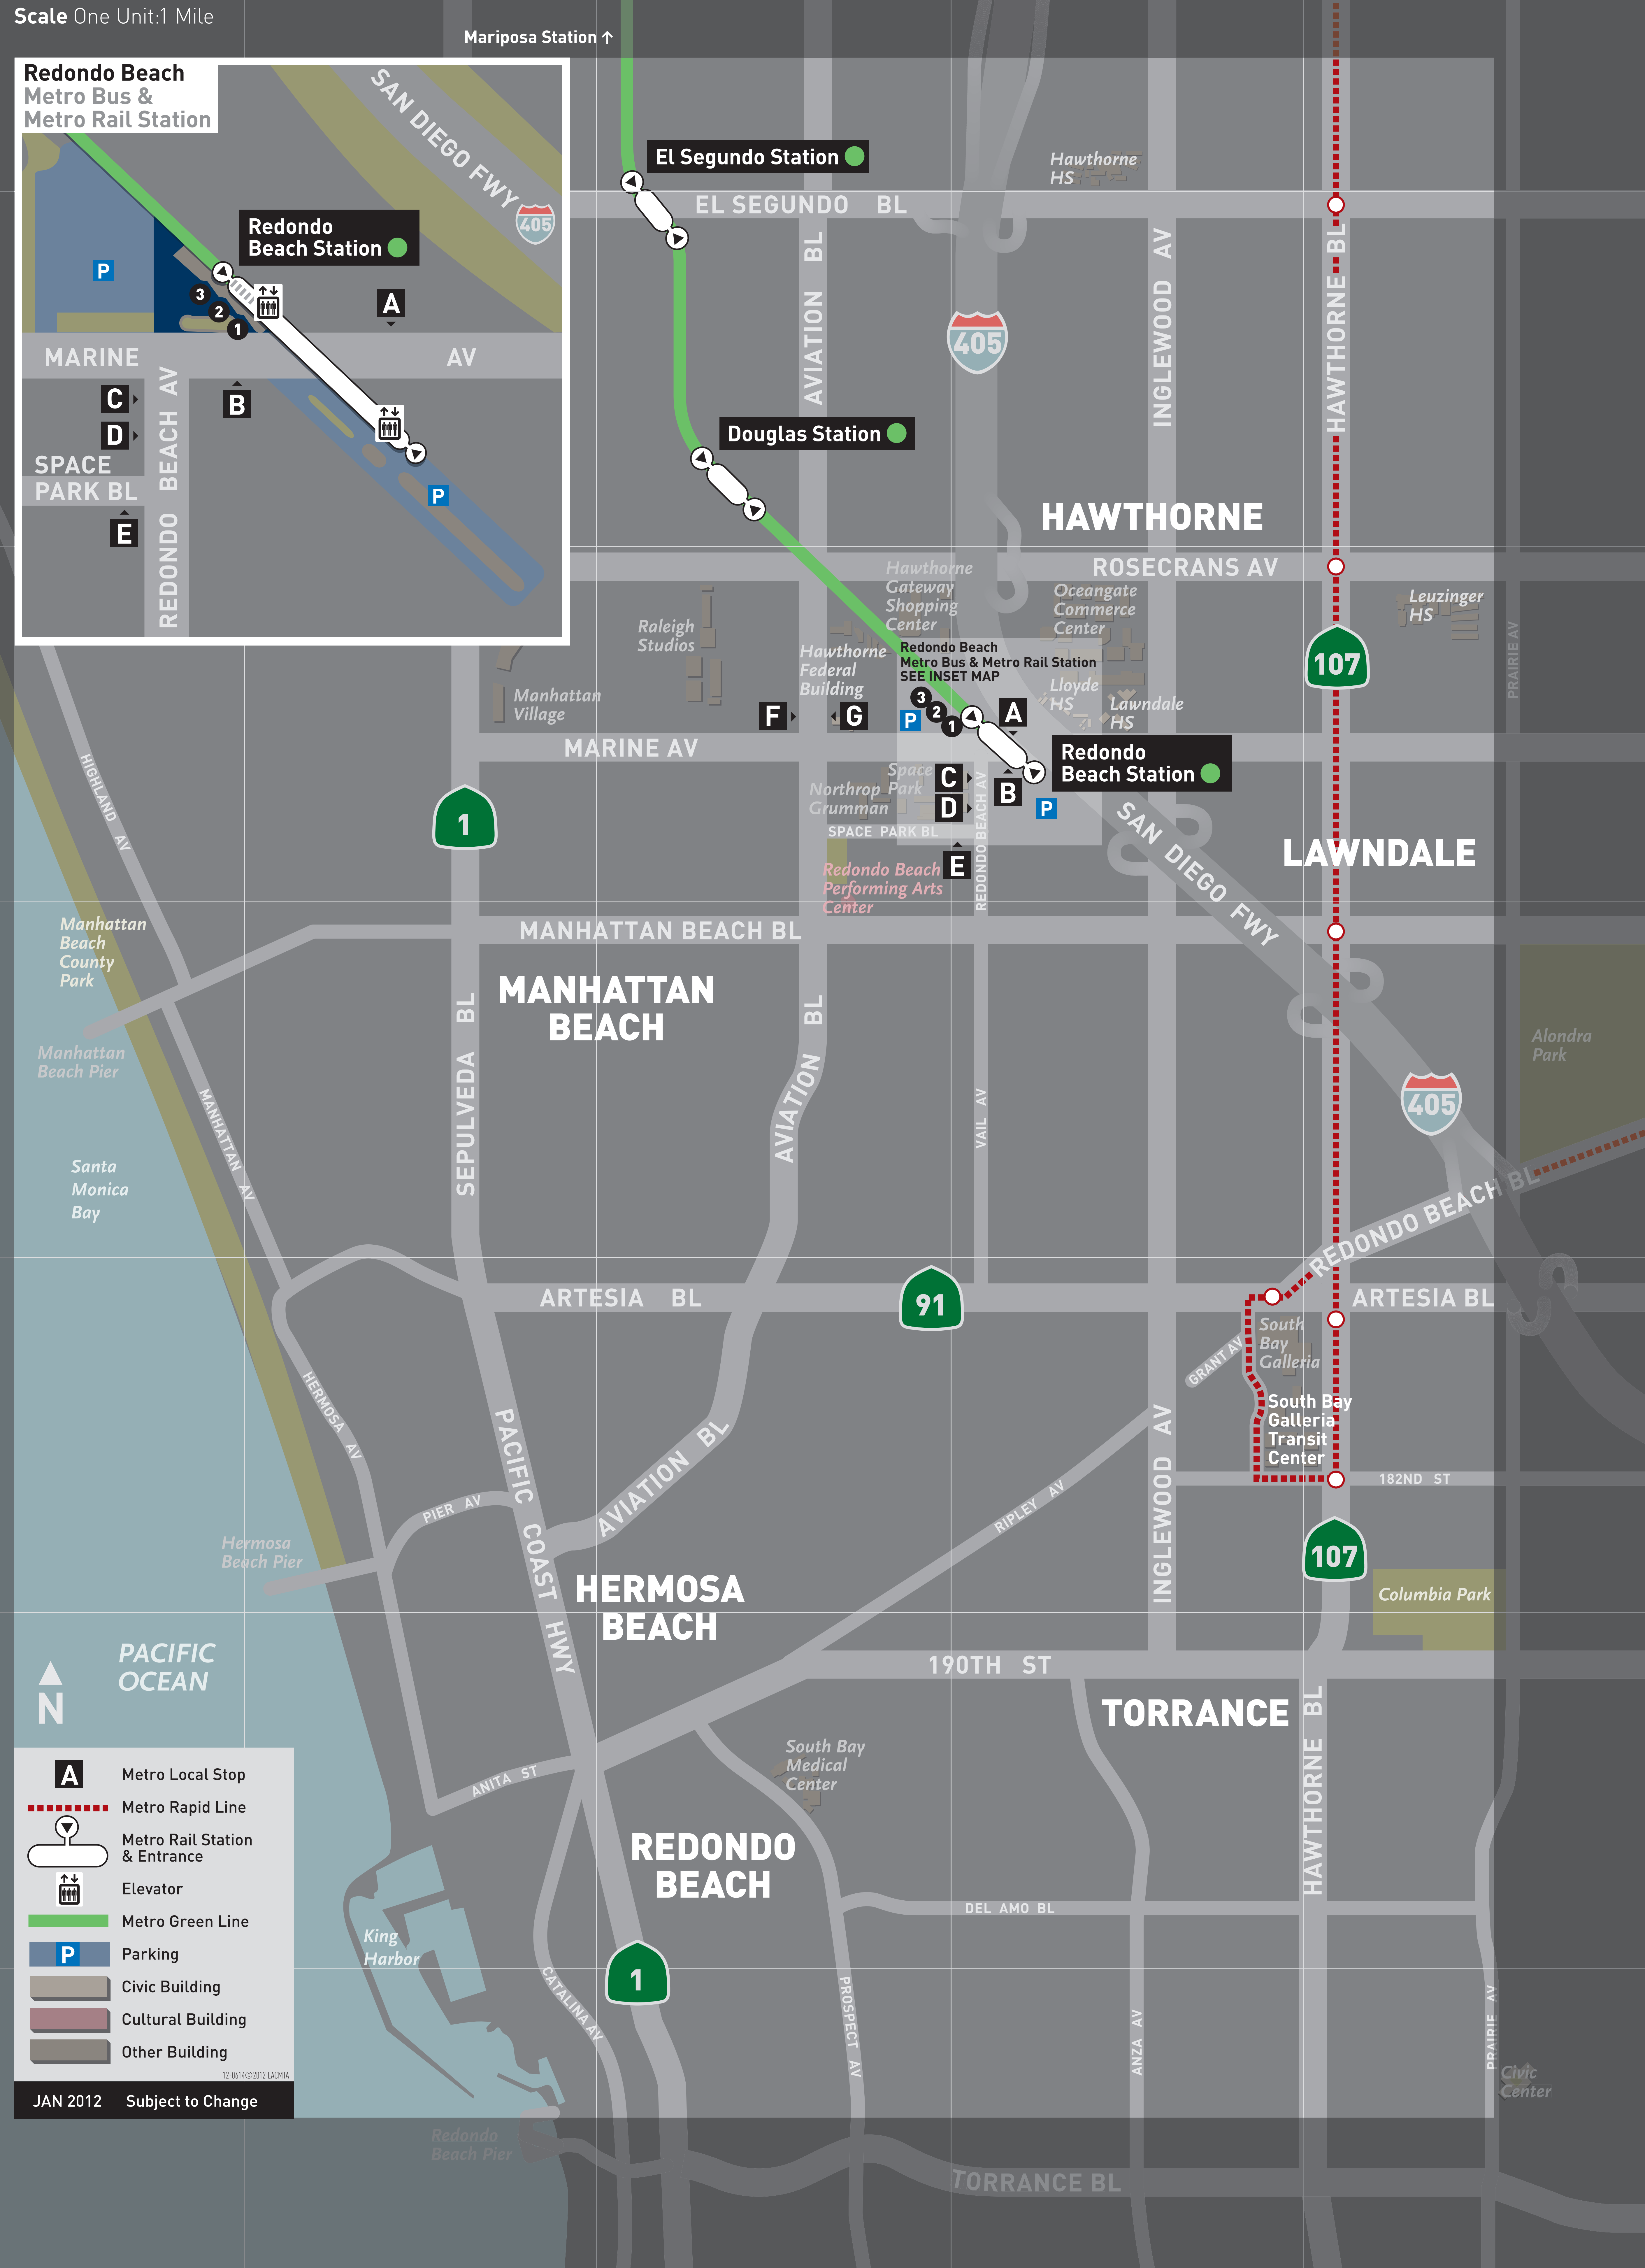 Scale One Unit:1 Mile
Mariposa Station ↑
Redondo Beach
Metro Bus &
Metro Rail Station
SAN DIEGO FWY
405
Redondo
Beach Station
P
3
2
1
A
MARINE AV
B
C
D
SPACE
PARK BL
E
REDONDO BEACH AV
P
El Segundo Station
Hawthorne
HS
EL SEGUNDO BL
AVIATION BL
405
INGLEWOOD AV
HAWTHORNE BL
Douglas Station
HAWTHORNE
ROSECRANS AV
Hawthorne
Gateway
Shopping
Center
Oceangate
Commerce
Center
Leuzinger
HS
PRAIRIE AV
107
Raleigh
Studios
Hawthorne
Federal
Building
Redondo Beach
Metro Bus & Metro Rail Station
SEE INSET MAP
Manhattan
Village
Lloyde
HS
Lawndale
HS
F
G
P
3
2
1
A
MARINE AV
Redondo
Beach Station
HIGHLAND AV
1
Space
Park
Northrop
Grumman
C
D
B
P
SPACE PARK BL
REDONDO BEACH AV
E
Redondo Beach
Performing Arts
Center
SAN DIEGO FWY
LAWNDALE
Manhattan
Beach
County
Park
MANHATTAN BEACH BL
MANHATTAN
BEACH
SEPULVEDA BL
AVIATION BL
Manhattan
Beach Pier
Alondra
Park
MANHATTAN AV
VAIL AV
405
Santa
Monica
Bay
REDONDO BEACH BL
ARTESIA BL
91
ARTESIA BL
South
Bay
Galleria
GRANT AV
HERMOSA AV
South Bay
Galleria
Transit
Center
PACIFIC COAST HWY
AVIATION BL
INGLEWOOD AV
182ND ST
PIER AV
RIPLEY AV
Hermosa
Beach Pier
107
HERMOSA
BEACH
Columbia Park
PACIFIC
OCEAN
N
190TH ST
TORRANCE
HAWTHORNE BL
South Bay
Medical
Center
ANITA ST
REDONDO
BEACH
DEL AMO BL
King
Harbor
1
CATALINA AV
PROSPECT AV
ANZA AV
PRAIRIE AV
Civic
Center
Redondo
Beach Pier
TORRANCE BL
A Metro Local Stop
Metro Rapid Line
Metro Rail Station
& Entrance
Elevator
Metro Green Line
P Parking
Civic Building
Cultural Building
Other Building
12-0614©2012 LACMTA
JAN 2012 Subject to Change